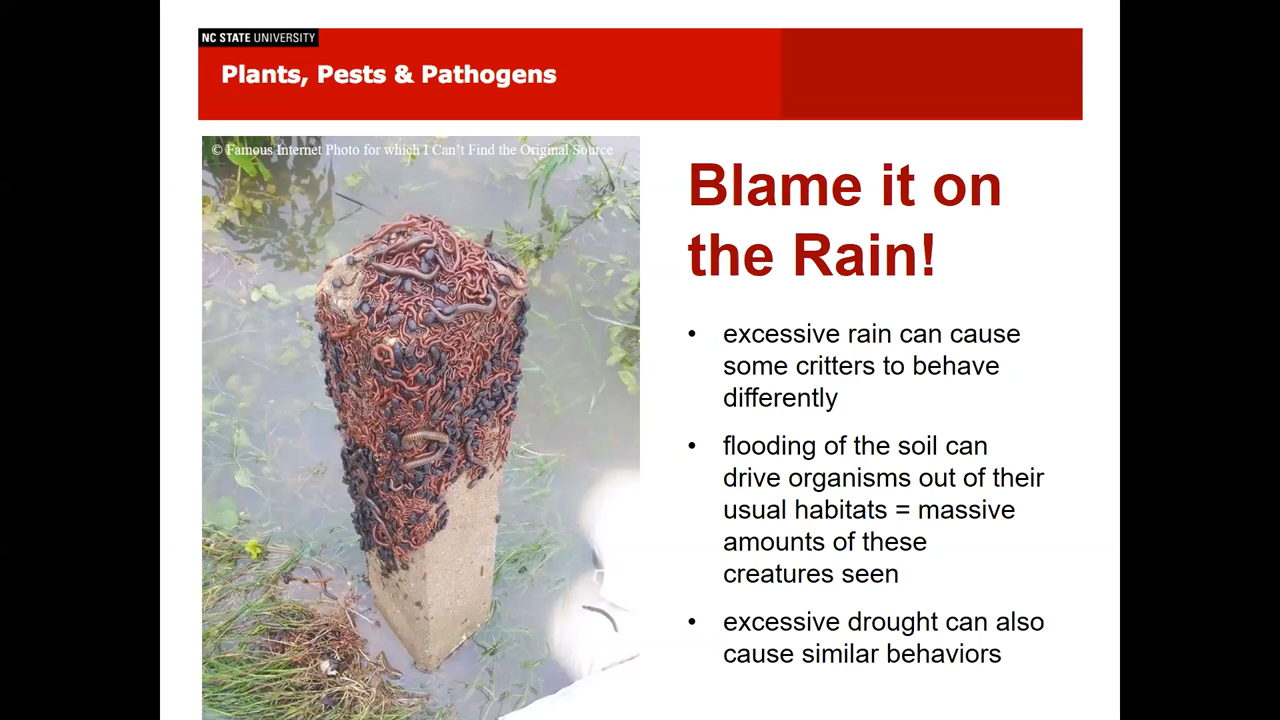 NC STATE UNIVERSITY
Plants, Pests & Pathogens
© Famous Internet Photo for which I Can't Find the Original Source
Blame it on
the Rain!
• excessive rain can cause
some critters to behave
differently
• flooding of the soil can
drive organisms out of their
usual habitats = massive
amounts of these
creatures seen
• excessive drought can also
cause similar behaviors